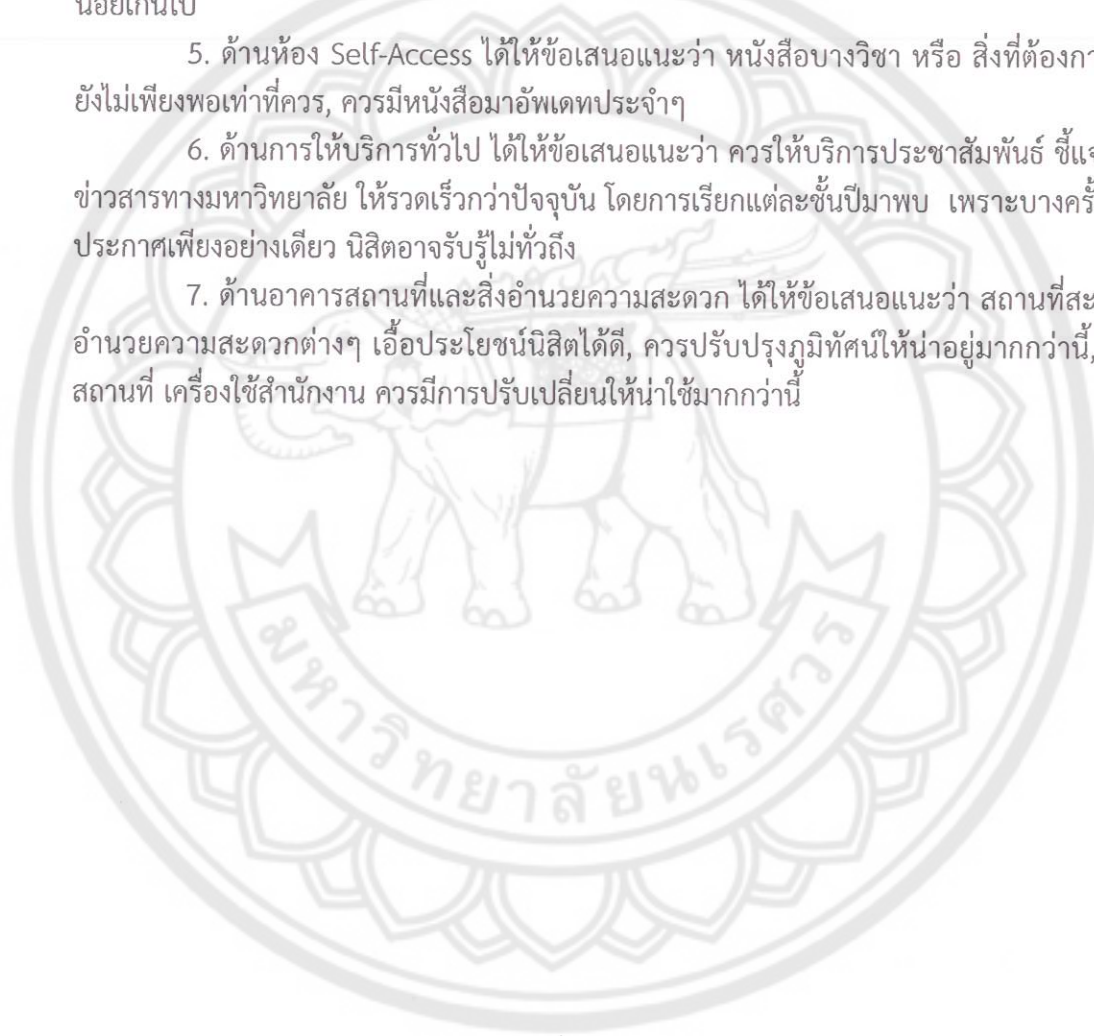 น้อยเกินไป
5. ด้านห้อง Self-Access ได้ให้ข้อเสนอแนะว่า หนังสือบางวิชา หรือ สิ่งที่ต้องกา
ยังไม่เพียงพอเท่าที่ควร, ควรมีหนังสือมาอัพเดทประจำๆ
6. ด้านการให้บริการทั่วไป ได้ให้ข้อเสนอแนะว่า ควรให้บริการประชาสัมพันธ์ ชี้แจ
ข่าวสารทางมหาวิทยาลัย ให้รวดเร็วกว่าปัจจุบัน โดยการเรียกแต่ละชั้นปีมาพบ เพราะบางครั้
ประกาศเพียงอย่างเดียว นิสิตอาจรับรู้ไม่ทั่วถึง
7. ด้านอาคารสถานที่และสิ่งอำนวยความสะดวก ได้ให้ข้อเสนอแนะว่า สถานที่สะ
อำนวยความสะดวกต่างๆ เอื้อประโยชน์นิสิตได้ดี, ควรปรับปรุงภูมิทัศน์ให้น่าอยู่มากกว่านี้,
สถานที่ เครื่องใช้สำนักงาน ควรมีการปรับเปลี่ยนให้น่าใช้มากกว่านี้
มหาวิทยาลัยนเรศวร